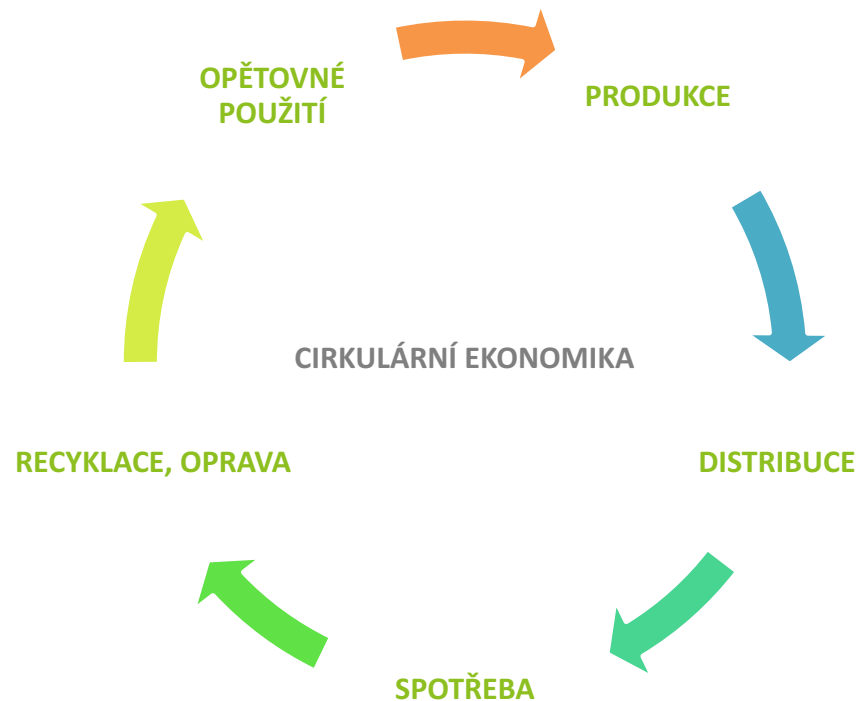 OPĚTOVNÉ
POUŽITÍ
PRODUKCE
CIRKULÁRNÍ EKONOMIKA
RECYKLACE, OPRAVA
DISTRIBUCE
SPOTŘEBA